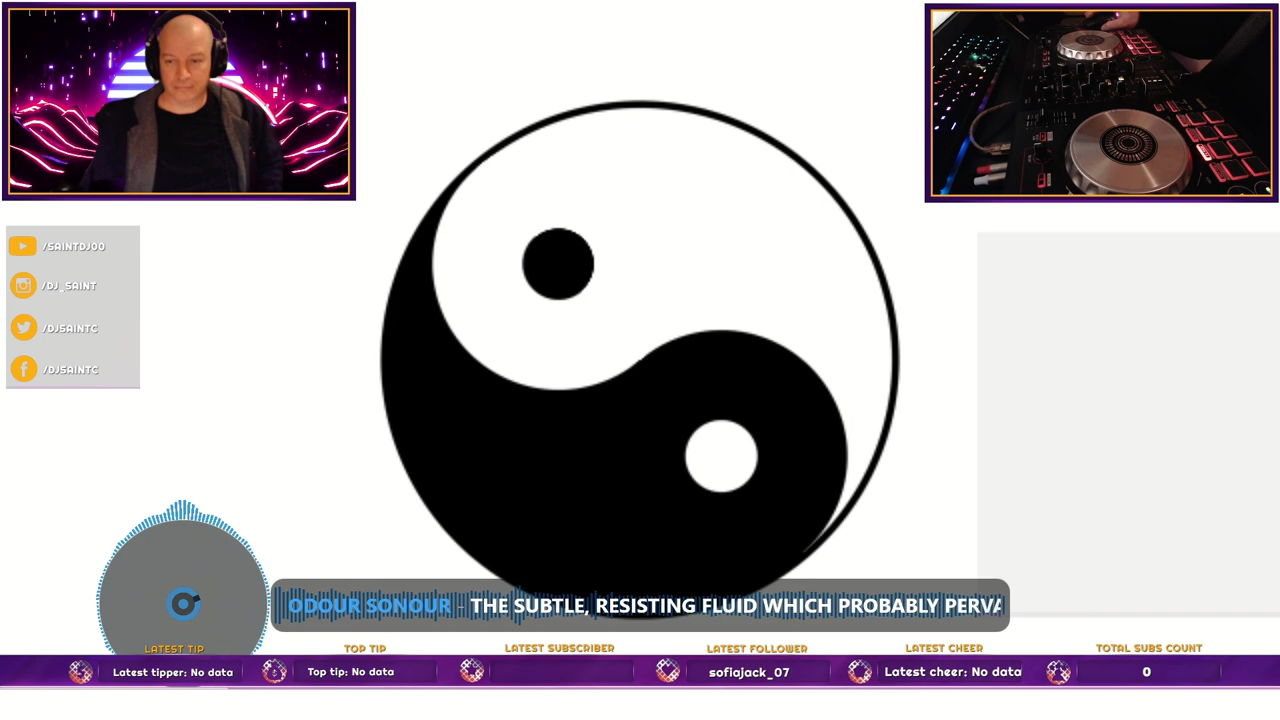 /SAINTDJ00
/DJ_SAINT
/DJSAINTC
/DJSAINTC
ODOUR SONOUR - THE SUBTLE, RESISTING FLUID WHICH PROBABLY PERVA
LATEST TIP TOP TIP LATEST SUBSCRIBER LATEST FOLLOWER LATEST CHEER TOTAL SUBS COUNT
Latest tipper: No data Top tip: No data sofiajack_07 Latest cheer: No data 0